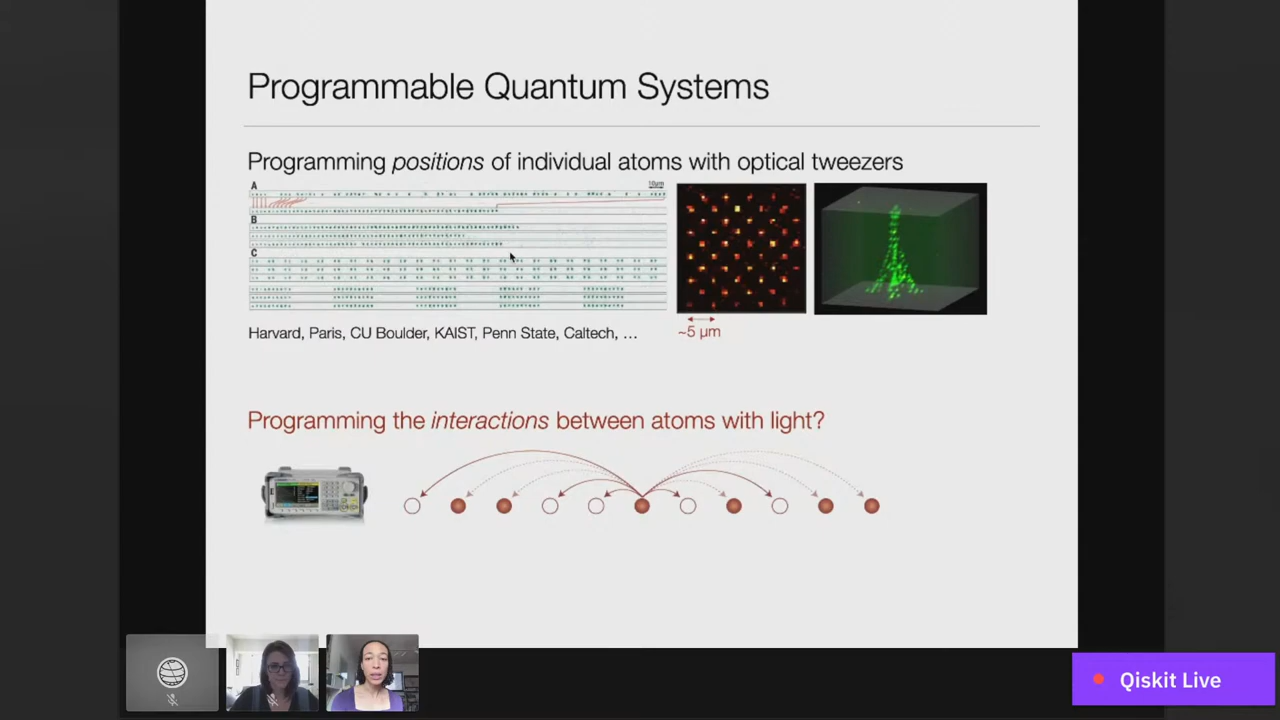 Programmable Quantum Systems
Programming positions of individual atoms with optical tweezers
A
10μm
B
C
Harvard, Paris, CU Boulder, KAIST, Penn State, Caltech, …
~5 μm
Programming the interactions between atoms with light?
Qiskit Live